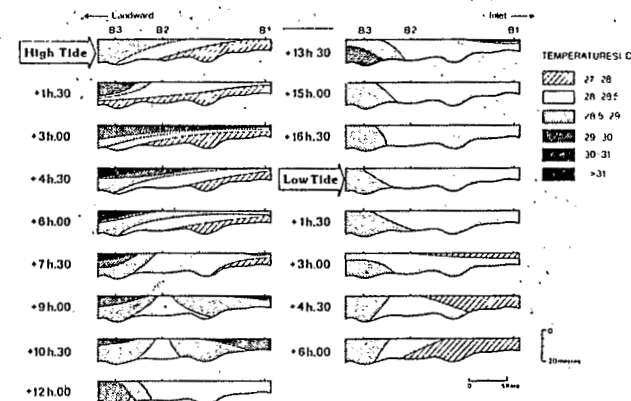 Landward
B3 B2 B1
High Tide
+1h.30
+3h.00
+4h.30
+6h.00
+7h.30
+9h.00
+10h.30
+12h.00
Inlet
B3 B2 B1
+13h 30
+15h.00
+16h.30
Low Tide
+1h.30
+3h.00
+4h.30
+6h.00
TEMPERATURES( C
27 28
28 28.5
28.5 29
29 30
30-31
>31
0
20 metres
0